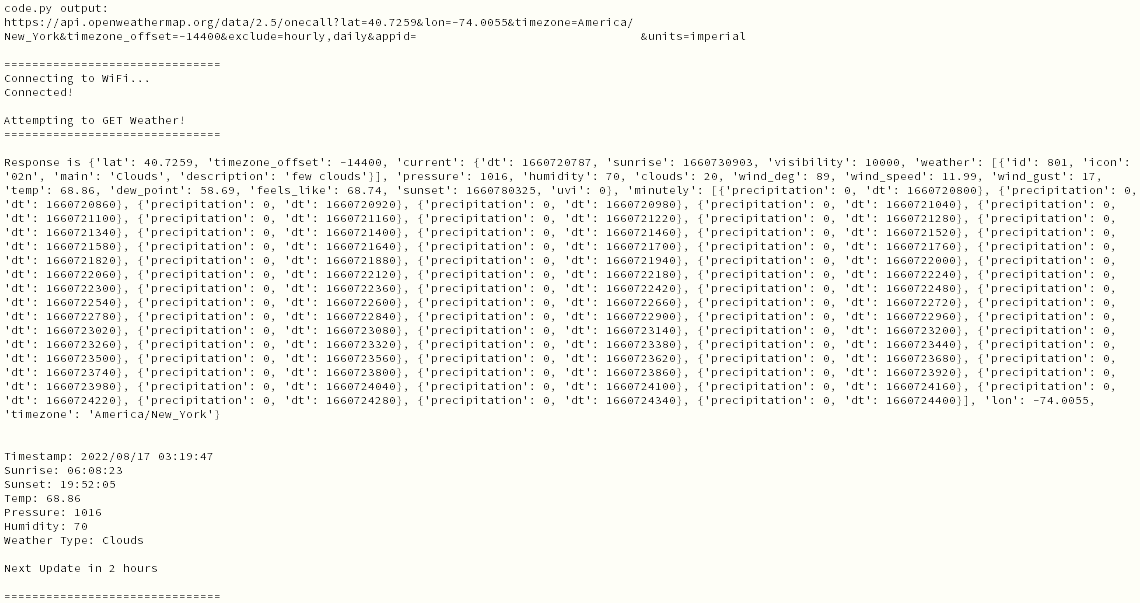 code.py output:
https://api.openweathermap.org/data/2.5/onecall?lat=40.7259&lon=-74.0055&timezone=America/
New_York&timezone_offset=-14400&exclude=hourly,daily&appid= &units=imperial
===============================
Connecting to WiFi...
Connected!
Attempting to GET Weather!
===============================
Response is {'lat': 40.7259, 'timezone_offset': -14400, 'current': {'dt': 1660720787, 'sunrise': 1660730903, 'visibility': 10000, 'weather': [{'id': 801, 'icon':
'02n', 'main': 'Clouds', 'description': 'few clouds'}], 'pressure': 1016, 'humidity': 70, 'clouds': 20, 'wind_deg': 89, 'wind_speed': 11.99, 'wind_gust': 17,
'temp': 68.86, 'dew_point': 58.69, 'feels_like': 68.74, 'sunset': 1660780325, 'uvi': 0}, 'minutely': [{'precipitation': 0, 'dt': 1660720800}, {'precipitation': 0,
'dt': 1660720860}, {'precipitation': 0, 'dt': 1660720920}, {'precipitation': 0, 'dt': 1660720980}, {'precipitation': 0, 'dt': 1660721040}, {'precipitation': 0,
'dt': 1660721100}, {'precipitation': 0, 'dt': 1660721160}, {'precipitation': 0, 'dt': 1660721220}, {'precipitation': 0, 'dt': 1660721280}, {'precipitation': 0,
'dt': 1660721340}, {'precipitation': 0, 'dt': 1660721400}, {'precipitation': 0, 'dt': 1660721460}, {'precipitation': 0, 'dt': 1660721520}, {'precipitation': 0,
'dt': 1660721580}, {'precipitation': 0, 'dt': 1660721640}, {'precipitation': 0, 'dt': 1660721700}, {'precipitation': 0, 'dt': 1660721760}, {'precipitation': 0,
'dt': 1660721820}, {'precipitation': 0, 'dt': 1660721880}, {'precipitation': 0, 'dt': 1660721940}, {'precipitation': 0, 'dt': 1660722000}, {'precipitation': 0,
'dt': 1660722060}, {'precipitation': 0, 'dt': 1660722120}, {'precipitation': 0, 'dt': 1660722180}, {'precipitation': 0, 'dt': 1660722240}, {'precipitation': 0,
'dt': 1660722300}, {'precipitation': 0, 'dt': 1660722360}, {'precipitation': 0, 'dt': 1660722420}, {'precipitation': 0, 'dt': 1660722480}, {'precipitation': 0,
'dt': 1660722540}, {'precipitation': 0, 'dt': 1660722600}, {'precipitation': 0, 'dt': 1660722660}, {'precipitation': 0, 'dt': 1660722720}, {'precipitation': 0,
'dt': 1660722780}, {'precipitation': 0, 'dt': 1660722840}, {'precipitation': 0, 'dt': 1660722900}, {'precipitation': 0, 'dt': 1660722960}, {'precipitation': 0,
'dt': 1660723020}, {'precipitation': 0, 'dt': 1660723080}, {'precipitation': 0, 'dt': 1660723140}, {'precipitation': 0, 'dt': 1660723200}, {'precipitation': 0,
'dt': 1660723260}, {'precipitation': 0, 'dt': 1660723320}, {'precipitation': 0, 'dt': 1660723380}, {'precipitation': 0, 'dt': 1660723440}, {'precipitation': 0,
'dt': 1660723500}, {'precipitation': 0, 'dt': 1660723560}, {'precipitation': 0, 'dt': 1660723620}, {'precipitation': 0, 'dt': 1660723680}, {'precipitation': 0,
'dt': 1660723740}, {'precipitation': 0, 'dt': 1660723800}, {'precipitation': 0, 'dt': 1660723860}, {'precipitation': 0, 'dt': 1660723920}, {'precipitation': 0,
'dt': 1660723980}, {'precipitation': 0, 'dt': 1660724040}, {'precipitation': 0, 'dt': 1660724100}, {'precipitation': 0, 'dt': 1660724160}, {'precipitation': 0,
'dt': 1660724220}, {'precipitation': 0, 'dt': 1660724280}, {'precipitation': 0, 'dt': 1660724340}, {'precipitation': 0, 'dt': 1660724400}], 'lon': -74.0055,
'timezone': 'America/New_York'}
Timestamp: 2022/08/17 03:19:47
Sunrise: 06:08:23
Sunset: 19:52:05
Temp: 68.86
Pressure: 1016
Humidity: 70
Weather Type: Clouds
Next Update in 2 hours
===============================